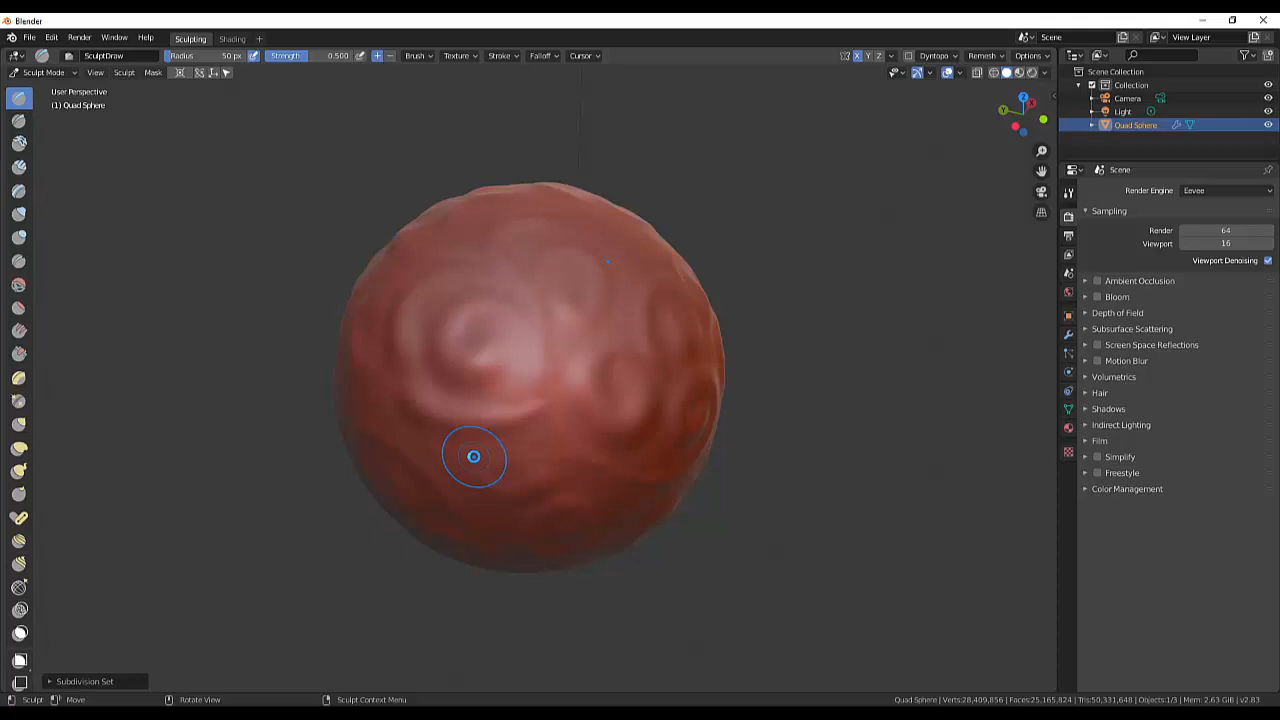 Blender
File Edit Render Window Help Sculpting Shading + Scene View Layer
SculptDraw Radius 50 px Strength 0.500 + − Brush Texture Stroke Falloff Cursor X Y Z Dyntopo Remesh Options
Sculpt Mode View Sculpt Mask
User Perspective
(1) Quad Sphere
Z
X
Y
Scene Collection
Collection
Camera
Light
Quad Sphere
Scene
Render Engine Eevee
Sampling
Render 64
Viewport 16
Viewport Denoising
Ambient Occlusion
Bloom
Depth of Field
Subsurface Scattering
Screen Space Reflections
Motion Blur
Volumetrics
Hair
Shadows
Indirect Lighting
Film
Simplify
Freestyle
Color Management
Subdivision Set
Sculpt Move Rotate View Sculpt Context Menu Quad Sphere | Verts:28,409,856 | Faces:25,165,824 | Tris:50,331,648 | Objects:1/3 | Mem: 2.63 GiB | v2.83